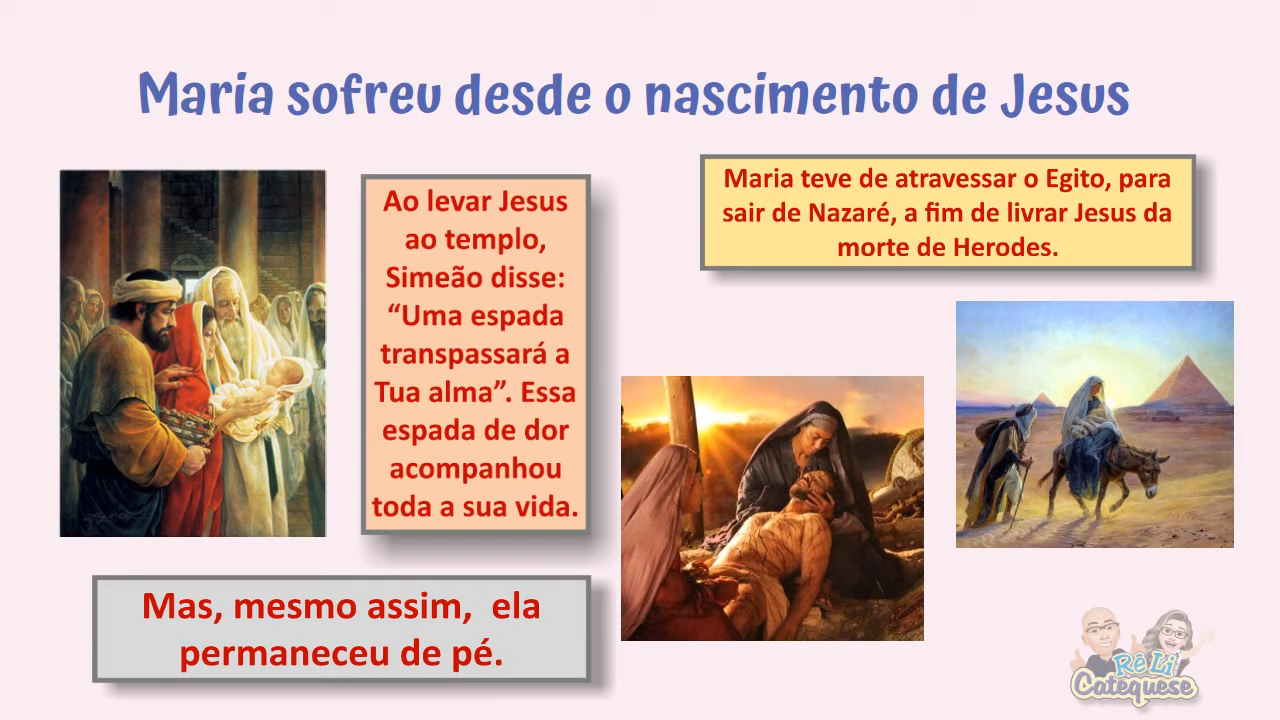 Maria sofreu desde o nascimento de Jesus
Ao levar Jesus
ao templo,
Simeão disse:
“Uma espada
transpassará a
Tua alma”. Essa
espada de dor
acompanhou
toda a sua vida.
Maria teve de atravessar o Egito, para
sair de Nazaré, a fim de livrar Jesus da
morte de Herodes.
Mas, mesmo assim,  ela
permaneceu de pé.
Rê Li
Catequese